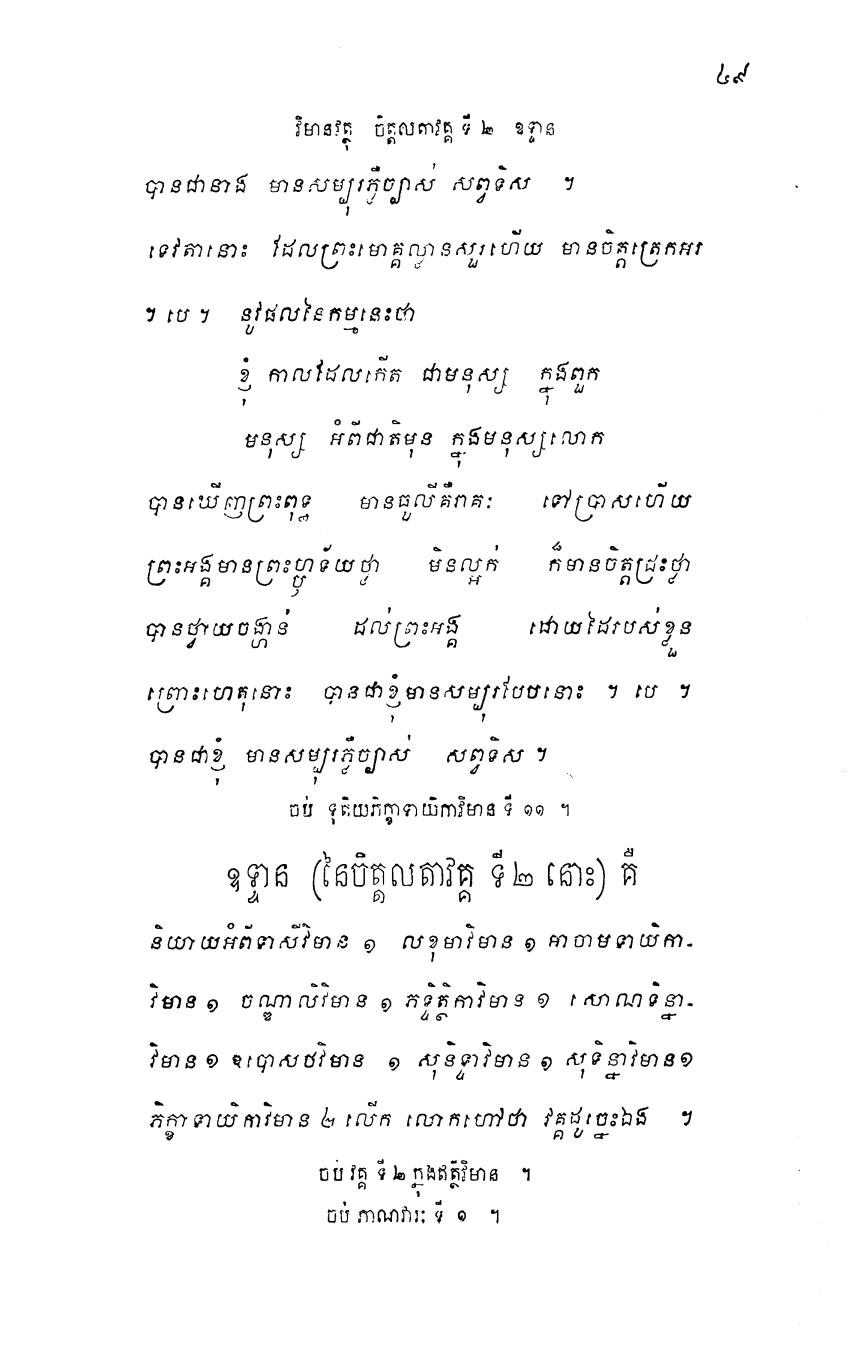 ៤៩
វិមានវត្ថុ ចិត្តលតាវគ្គ ទី ២ ឧទ្ទាន
បានជានាង មានសម្បុរភ្លឺច្បាស់ សព្វទិស ។
ទេវតានោះ ដែលព្រះមោគ្គល្លានសួរហើយ មានចិត្តត្រេកអរ
។ បេ ។ នូវផលនៃកម្មនេះថា
ខ្ញុំ កាលដែលកើត ជាមនុស្ស ក្នុងពួក
មនុស្ស អំពីជាតិមុន ក្នុងមនុស្សលោក
បានឃើញព្រះពុទ្ធ មានធូលីគឺរាគៈ ទៅប្រាសហើយ
ព្រះអង្គមានព្រះហ្ឫទ័យថ្លា មិនល្អក់ ក៏មានចិត្តជ្រះថ្លា
បានថ្វាយចង្ហាន់ ដល់ព្រះអង្គ ដោយដៃរបស់ខ្លួន
ព្រោះហេតុនោះ បានជាខ្ញុំមានសម្បុរបែបនោះ ។ បេ ។
បានជាខ្ញុំ មានសម្បុរភ្លឺច្បាស់ សព្វទិស ។
ចប់ ទុតិយភិក្ខាទាយិកាវិមាន ទី ១១ ។
ឧទ្ទាន (នៃចិត្តលតាវគ្គ ទី២ នោះ) គឺ
និយាយអំពីទាសីវិមាន ១ លខុមាវិមាន ១ អាចាមទាយិកា-
វិមាន ១ ចណ្ឌាលិវិមាន ១ ភទ្ទិត្ថិកាវិមាន ១ សោណទិន្នា-
វិមាន ១ ឧបោសថវិមាន ១ សុនិទ្ទាវិមាន ១ សុទិន្នាវិមាន ១
ភិក្ខាទាយិកាវិមាន ២ លើក លោកហៅថា វគ្គដូច្នេះឯង ។
ចប់ វគ្គ ទី ២ ក្នុងឥត្ថីវិមាន ។
ចប់ ភាណវារៈ ទី ១ ។